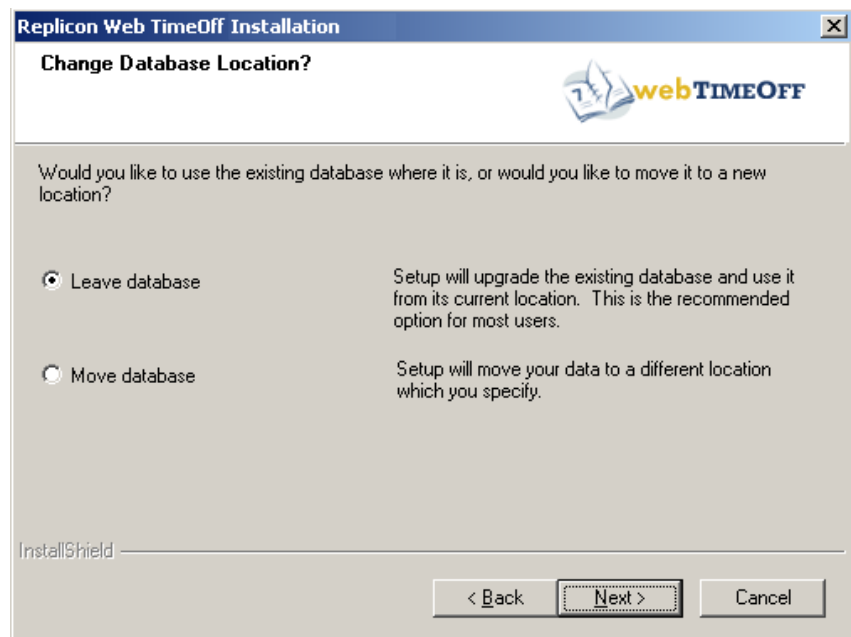 Replicon Web TimeOff Installation
Change Database Location?
webTIMEOFF
Would you like to use the existing database where it is, or would you like to move it to a new
location?
Leave database
Setup will upgrade the existing database and use it
from its current location. This is the recommended
option for most users.
Move database
Setup will move your data to a different location
which you specify.
InstallShield
< Back
Next >
Cancel